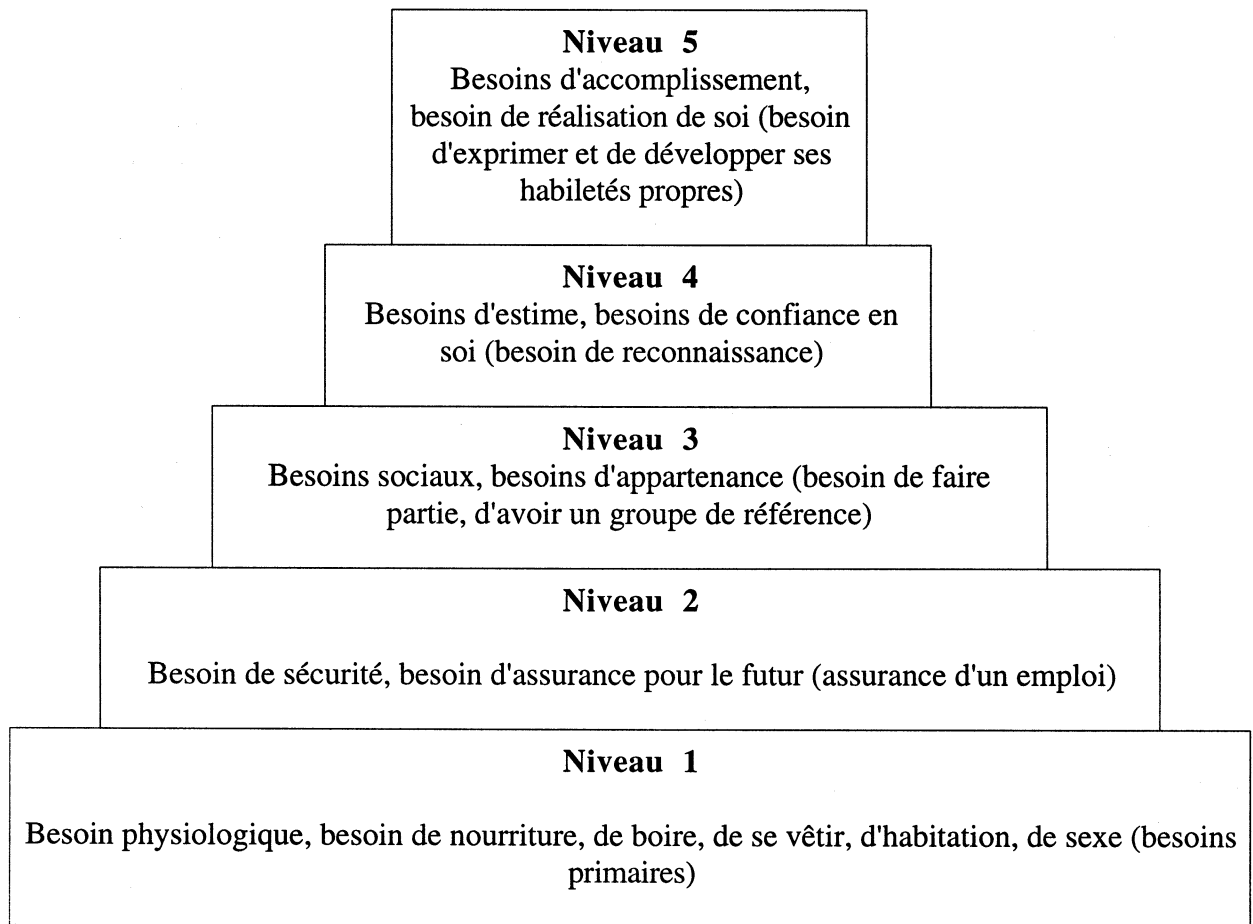 Niveau 5
Besoins d'accomplissement,
besoin de réalisation de soi (besoin
d'exprimer et de développer ses
habiletés propres)
Niveau 4
Besoins d'estime, besoins de confiance en
soi (besoin de reconnaissance)
Niveau 3
Besoins sociaux, besoins d'appartenance (besoin de faire
partie, d'avoir un groupe de référence)
Niveau 2
Besoin de sécurité, besoin d'assurance pour le futur (assurance d'un emploi)
Niveau 1
Besoin physiologique, besoin de nourriture, de boire, de se vêtir, d'habitation, de sexe (besoins
primaires)